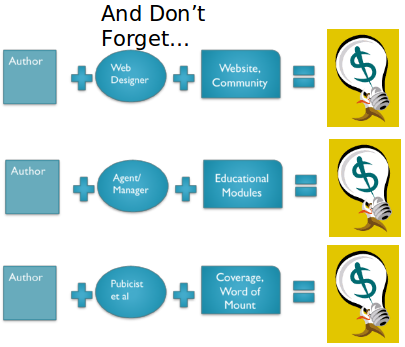 And Don’t
Forget…
Author
Web
Designer
Website,
Community
$
Author
Agent/
Manager
Educational
Modules
$
Author
Pubicist
et al
Coverage,
Word of
Mount
$